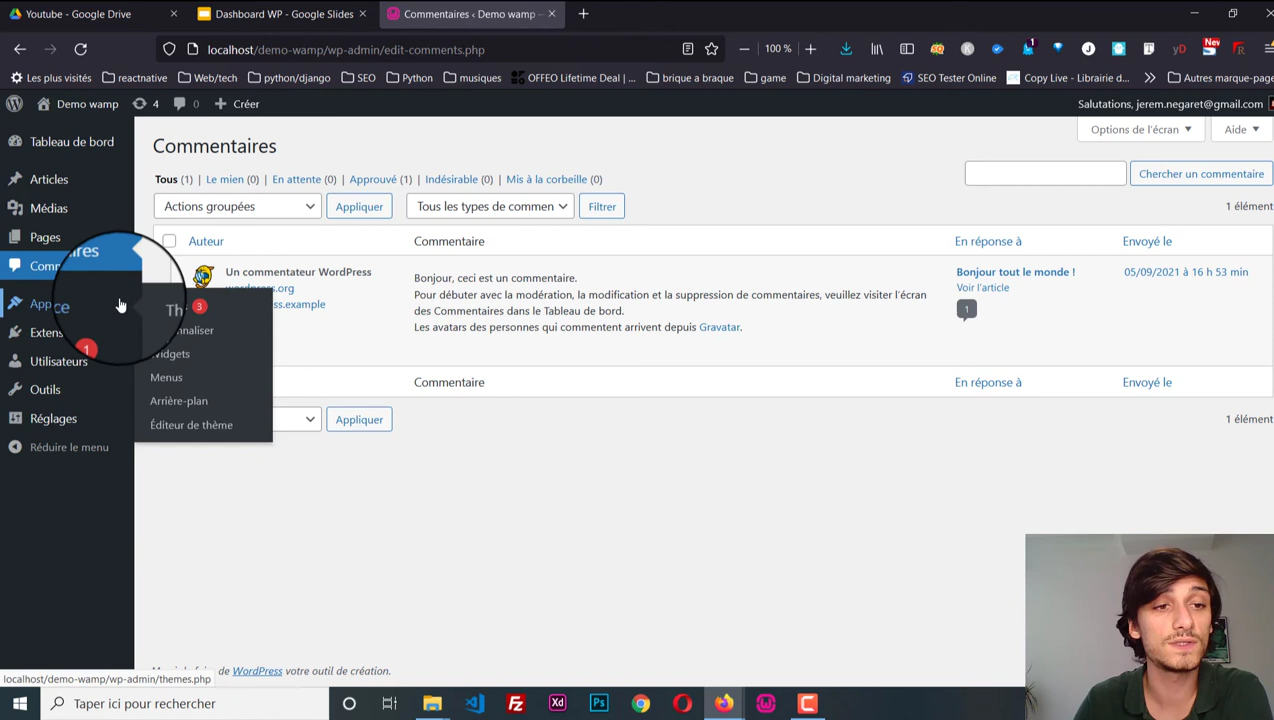 Youtube - Google Drive
Dashboard WP - Google Slides
Commentaires ‹ Demo wamp —
localhost/demo-wamp/wp-admin/edit-comments.php
100 %
1
K
J
yD
New
Les plus visités
reactnative
Web/tech
python/django
SEO
Python
musiques
OFFEO Lifetime Deal | ...
brique a braque
game
Digital marketing
SEO Tester Online
Copy Live - Librairie d...
Autres marque-page
Demo wamp
4
0
Créer
Salutations, jerem.negaret@gmail.com
Tableau de bord
Options de l'écran
Aide
Commentaires
Articles
Tous (1) | Le mien (0) | En attente (0) | Approuvé (1) | Indésirable (0) | Mis à la corbeille (0)
Chercher un commentaire
Médias
Actions groupées
Appliquer
Tous les types de commen
Filtrer
1 élément
Pages
Auteur
Commentaire
En réponse à
Envoyé le
Un commentateur WordPress
wordpress.org
Bonjour, ceci est un commentaire.
Pour débuter avec la modération, la modification et la suppression de commentaires, veuillez visiter l'écran
des Commentaires dans le Tableau de bord.
Les avatars des personnes qui commentent arrivent depuis Gravatar.
Bonjour tout le monde !
Voir l'article
1
05/09/2021 à 16 h 53 min
3
1
Widgets
Menus
Arrière-plan
Éditeur de thème
Utilisateurs
Outils
Réglages
Réduire le menu
Commentaire
En réponse à
Envoyé le
Appliquer
1 élément
WordPress votre outil de création.
localhost/demo-wamp/wp-admin/themes.php
Taper ici pour rechercher
Fz
Xd
Ps